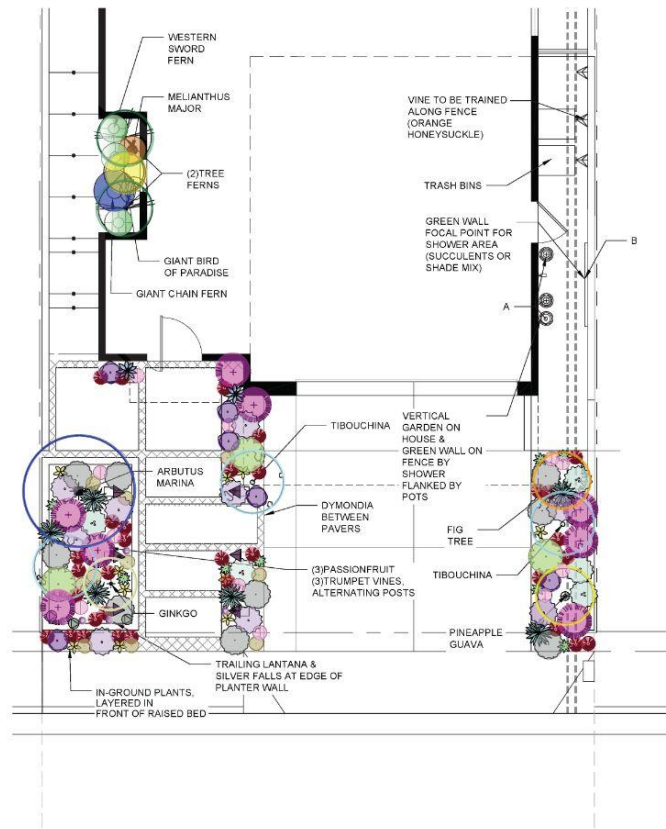 WESTERN
SWORD
FERN
MELIANTHUS
MAJOR
(2)TREE
FERNS
GIANT BIRD
OF PARADISE
GIANT CHAIN FERN
VINE TO BE TRAINED
ALONG FENCE
(ORANGE
HONEYSUCKLE)
TRASH BINS
GREEN WALL
FOCAL POINT FOR
SHOWER AREA
(SUCCULENTS OR
SHADE MIX)
B
A
TIBOUCHINA
VERTICAL
GARDEN ON
HOUSE &
GREEN WALL ON
FENCE BY
SHOWER
FLANKED BY
POTS
ARBUTUS
MARINA
DYMONDIA
BETWEEN
PAVERS
FIG
TREE
(3)PASSIONFRUIT
(3)TRUMPET VINES,
ALTERNATING POSTS
TIBOUCHINA
GINKGO
PINEAPPLE
GUAVA
TRAILING LANTANA &
SILVER FALLS AT EDGE OF
PLANTER WALL
IN-GROUND PLANTS,
LAYERED IN
FRONT OF RAISED BED